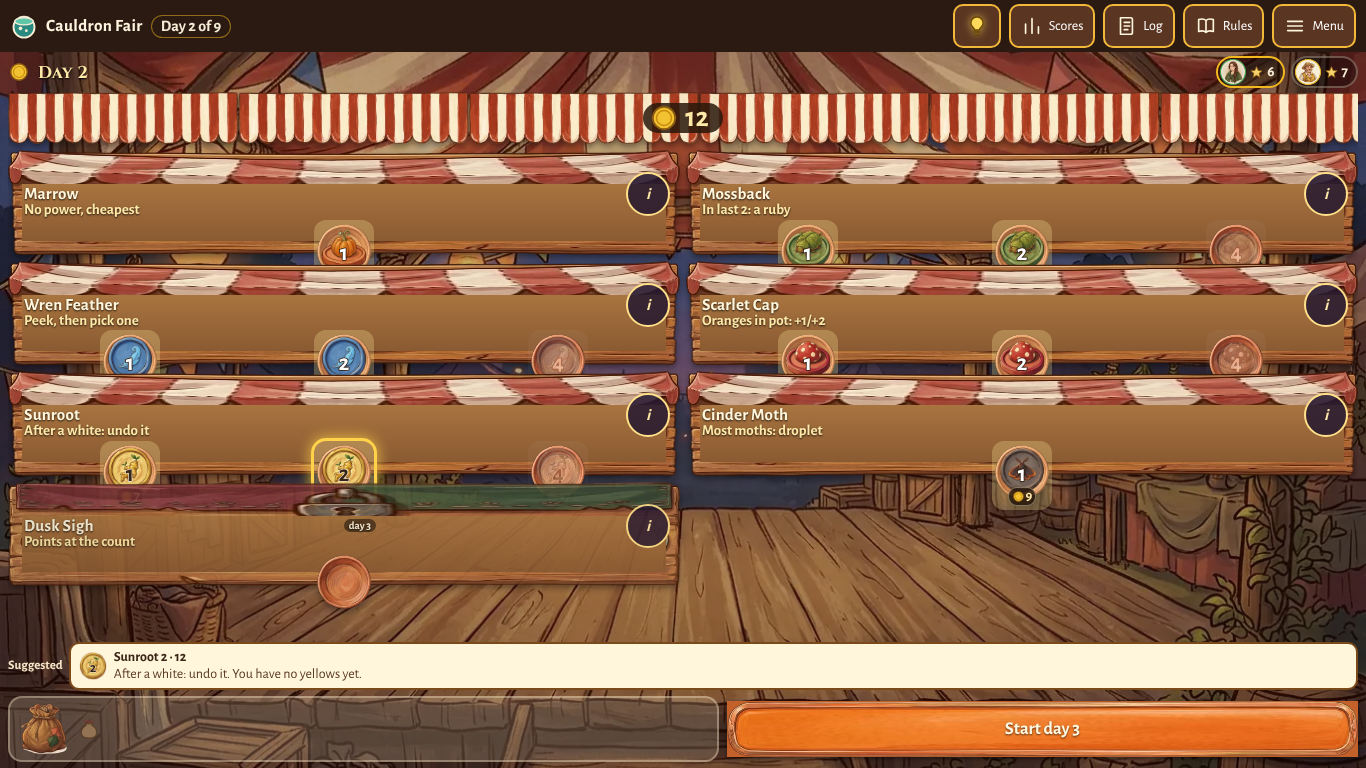 Cauldron Fair
Day 2 of 9
Scores
Log
Rules
Menu
DAY 2
6
7
12
Marrow
No power, cheapest
i
1
Mossback
In last 2: a ruby
i
1
2
4
Wren Feather
Peek, then pick one
i
1
2
4
Scarlet Cap
Oranges in pot: +1/+2
i
1
2
4
Sunroot
After a white: undo it
i
1
2
4
Cinder Moth
Most moths: droplet
i
1
9
Dusk Sigh
Points at the count
day 3
i
Suggested
2
Sunroot 2 · 12
After a white: undo it. You have no yellows yet.
Start day 3